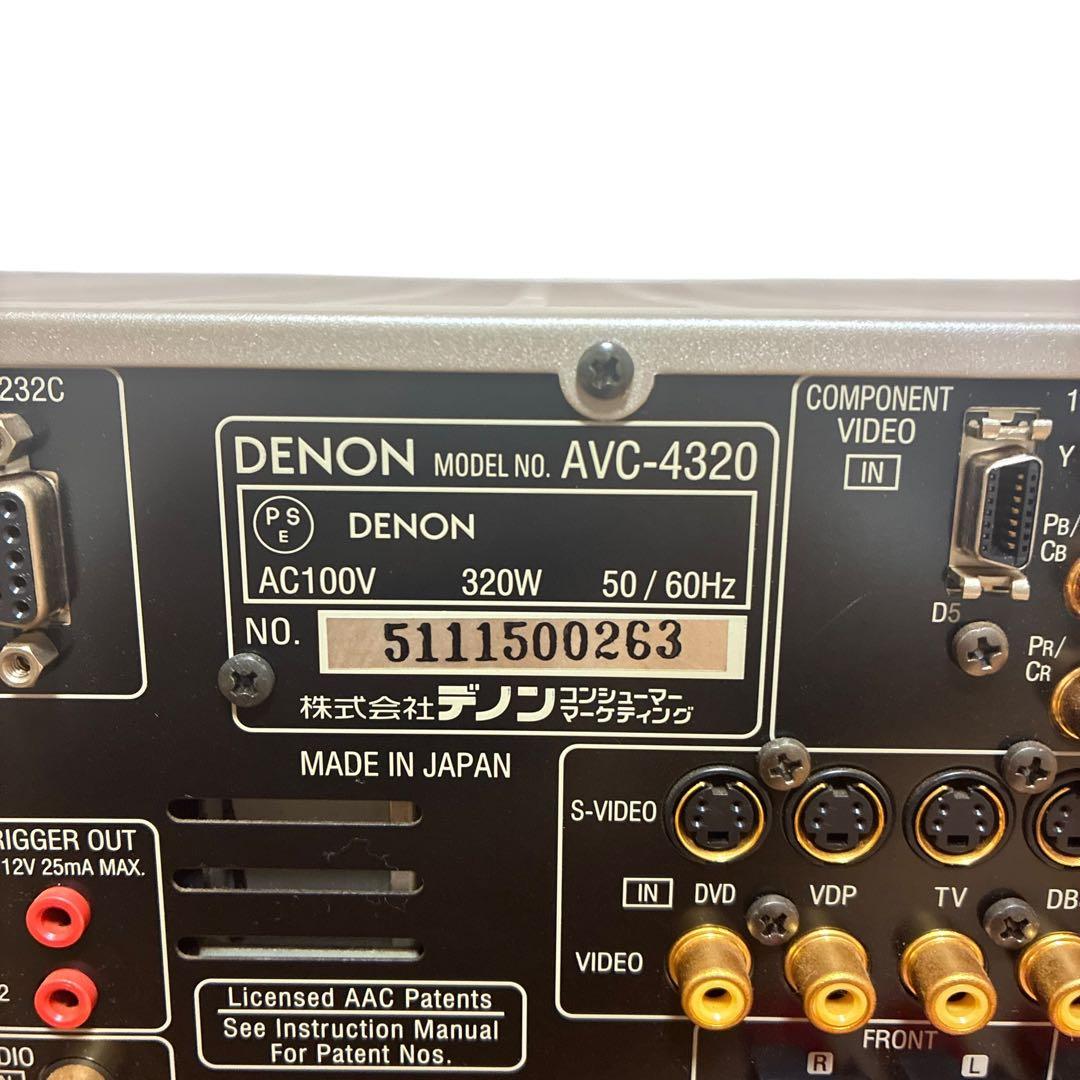 232C
DENON MODEL NO. AVC-4320
PSE DENON
AC100V 320W 50 / 60Hz
NO. 5111500263
株式会社デノン コンシューマー
マーケティング
MADE IN JAPAN
COMPONENT
VIDEO
IN
1
Y
PB/
CB
D5
PR/
CR
RIGGER OUT
12V 25mA MAX.
2
DIO
S-VIDEO
IN DVD VDP TV DB
VIDEO
FRONT
R L
Licensed AAC Patents
See Instruction Manual
For Patent Nos.